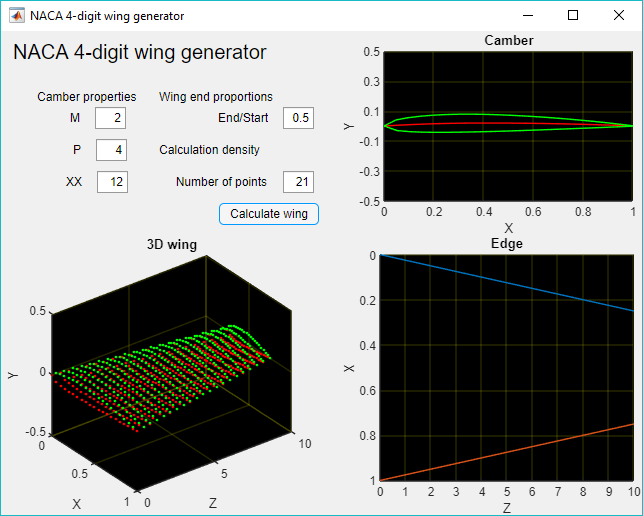 NACA 4-digit wing generator
NACA 4-digit wing generator
Camber properties
Wing end proportions
M 2
End/Start 0.5
P 4
Calculation density
XX 12
Number of points 21
Calculate wing
Camber
0.5
0.3
0.1
-0.1
-0.3
-0.5
Y
0 0.2 0.4 0.6 0.8 1
X
3D wing
0.5
0
-0.5
Y
0
0.5
1
X
0
5
10
Z
Edge
0
0.2
0.4
0.6
0.8
1
X
0 1 2 3 4 5 6 7 8 9 10
Z